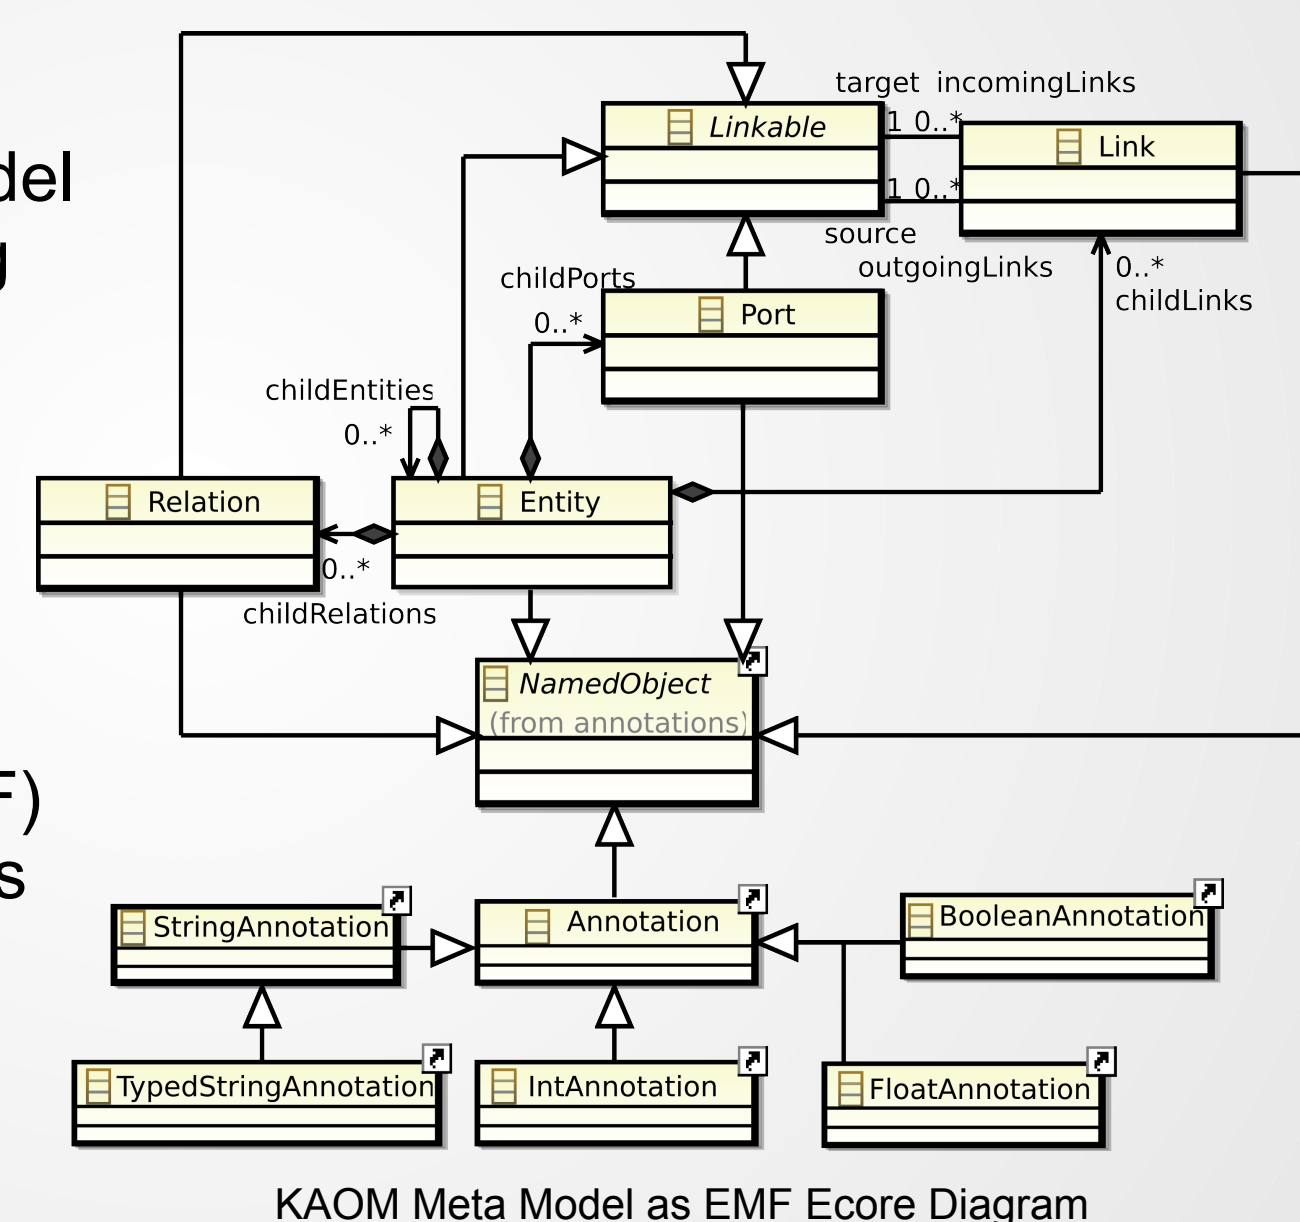 del
g
F)
s
target incomingLinks
Linkable
1 0..*
Link
1 0..*
source
outgoingLinks
0..*
childLinks
childPorts
0..*
Port
childEntities
0..*
Relation
Entity
0..*
childRelations
NamedObject
(from annotations)
StringAnnotation
Annotation
BooleanAnnotation
TypedStringAnnotation
IntAnnotation
FloatAnnotation
KAOM Meta Model as EMF Ecore Diagram